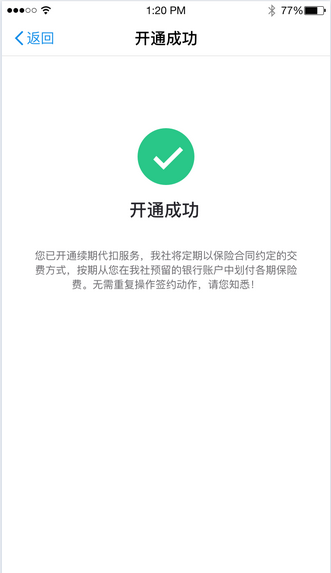 1:20 PM 77%
返回 开通成功
开通成功
您已开通续期代扣服务，我社将定期以保险合同约定的交
费方式，按期从您在我社预留的银行账户中划付各期保险
费。无需重复操作签约动作，请您知悉！